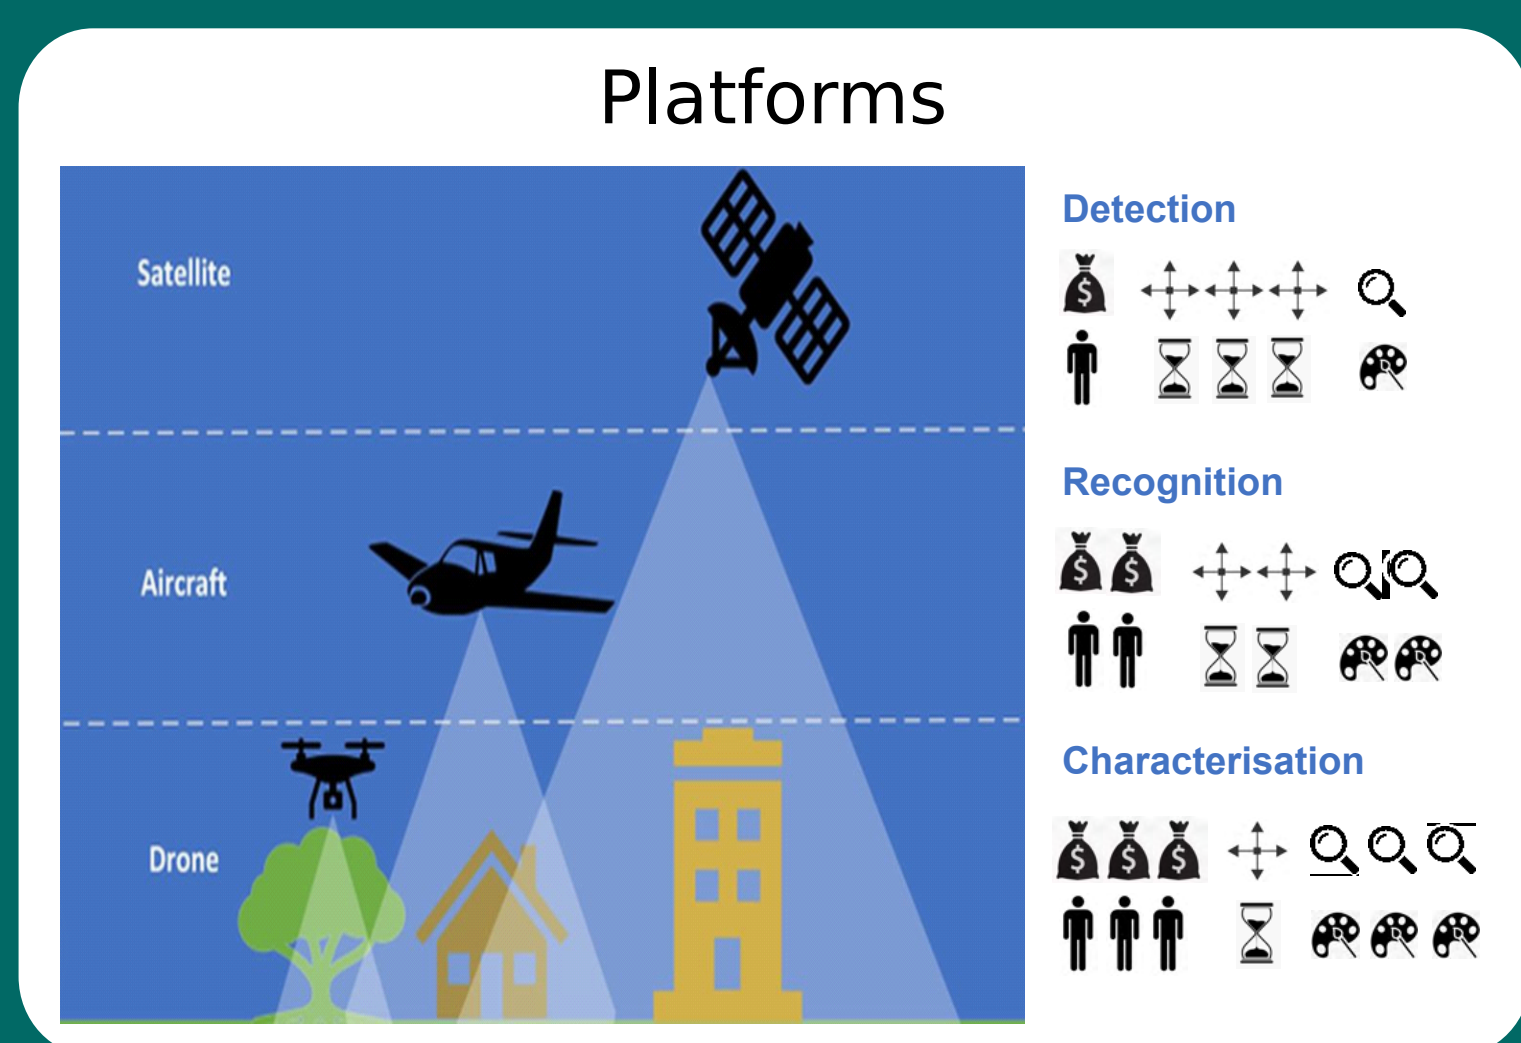 Platforms
Satellite
Aircraft
Drone
Detection
$
Recognition
$ $
Characterisation
$ $ $